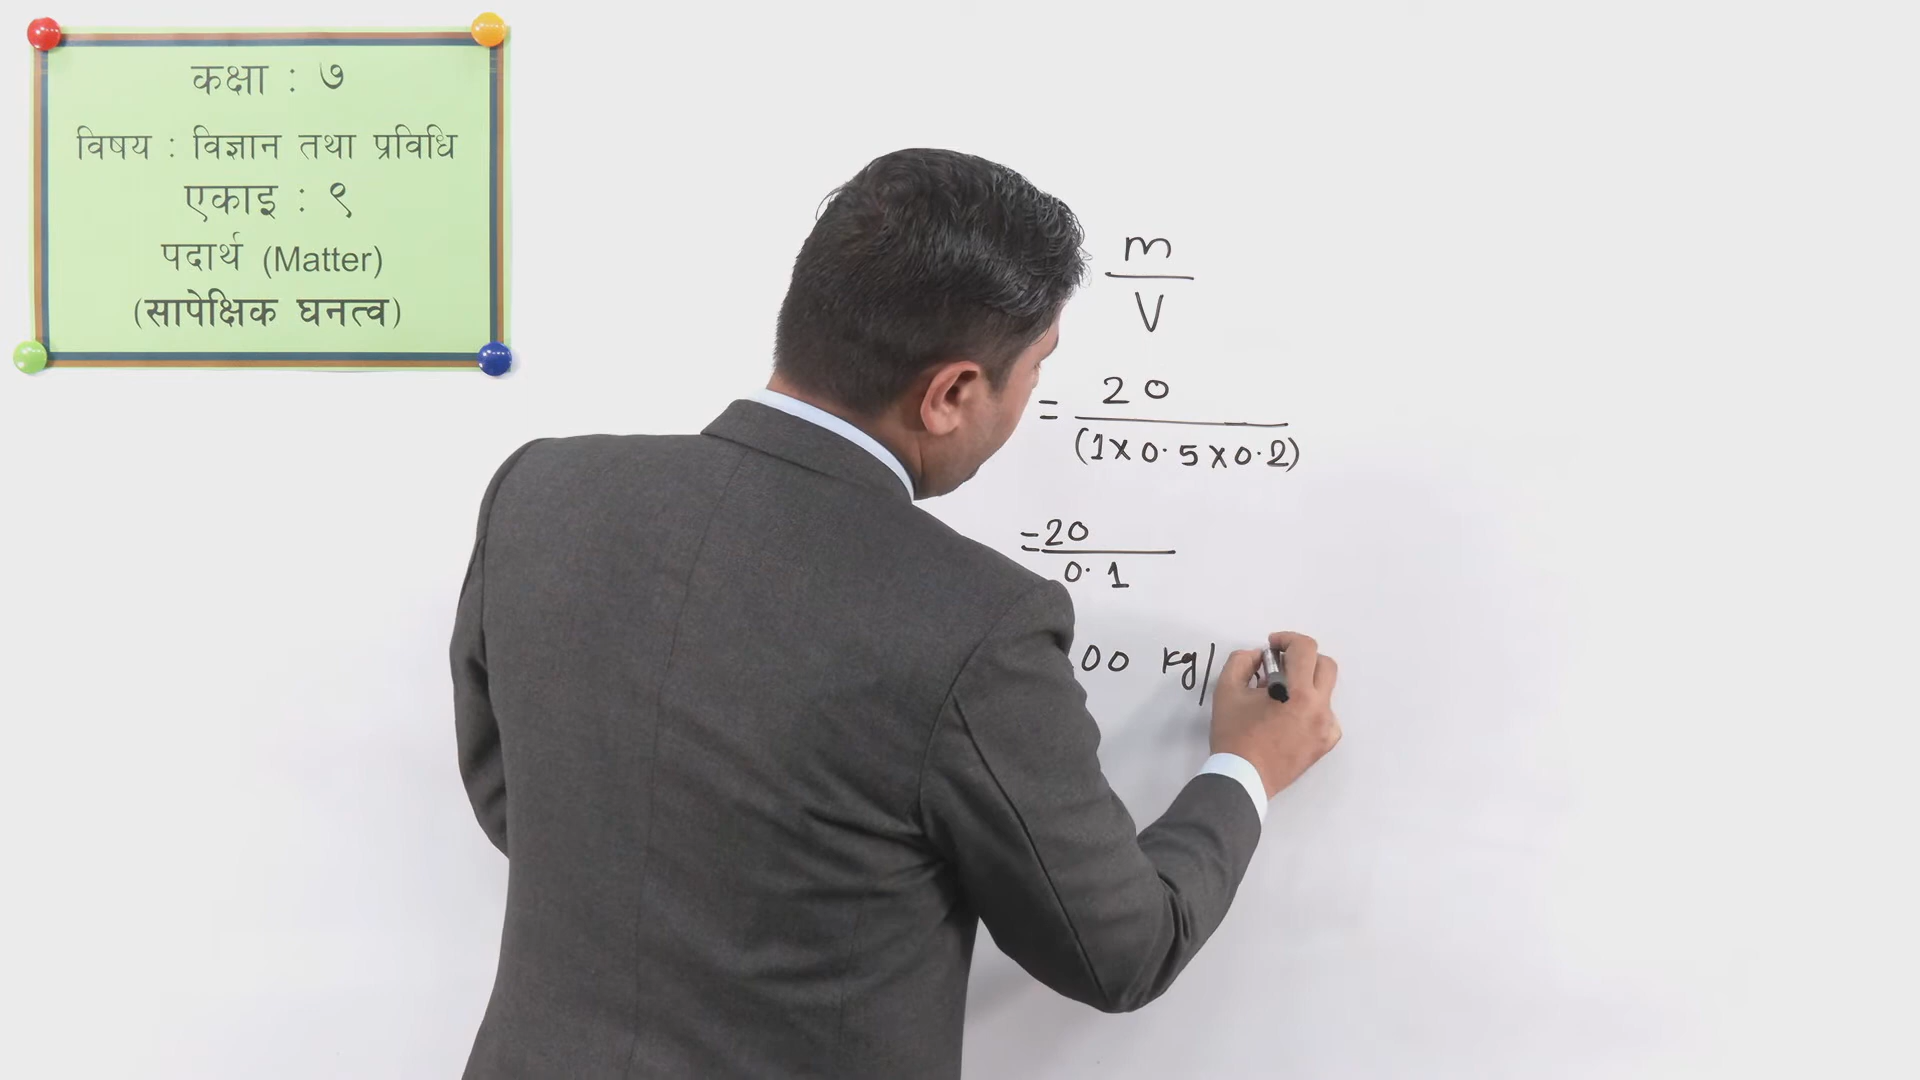 कक्षा : ७
विषय : विज्ञान तथा प्रविधि
एकाइ : ९
पदार्थ (Matter)
(सापेक्षिक घनत्व)
m
V
= 20
(1x0.5x0.2)
=20
0.1
00 kg/